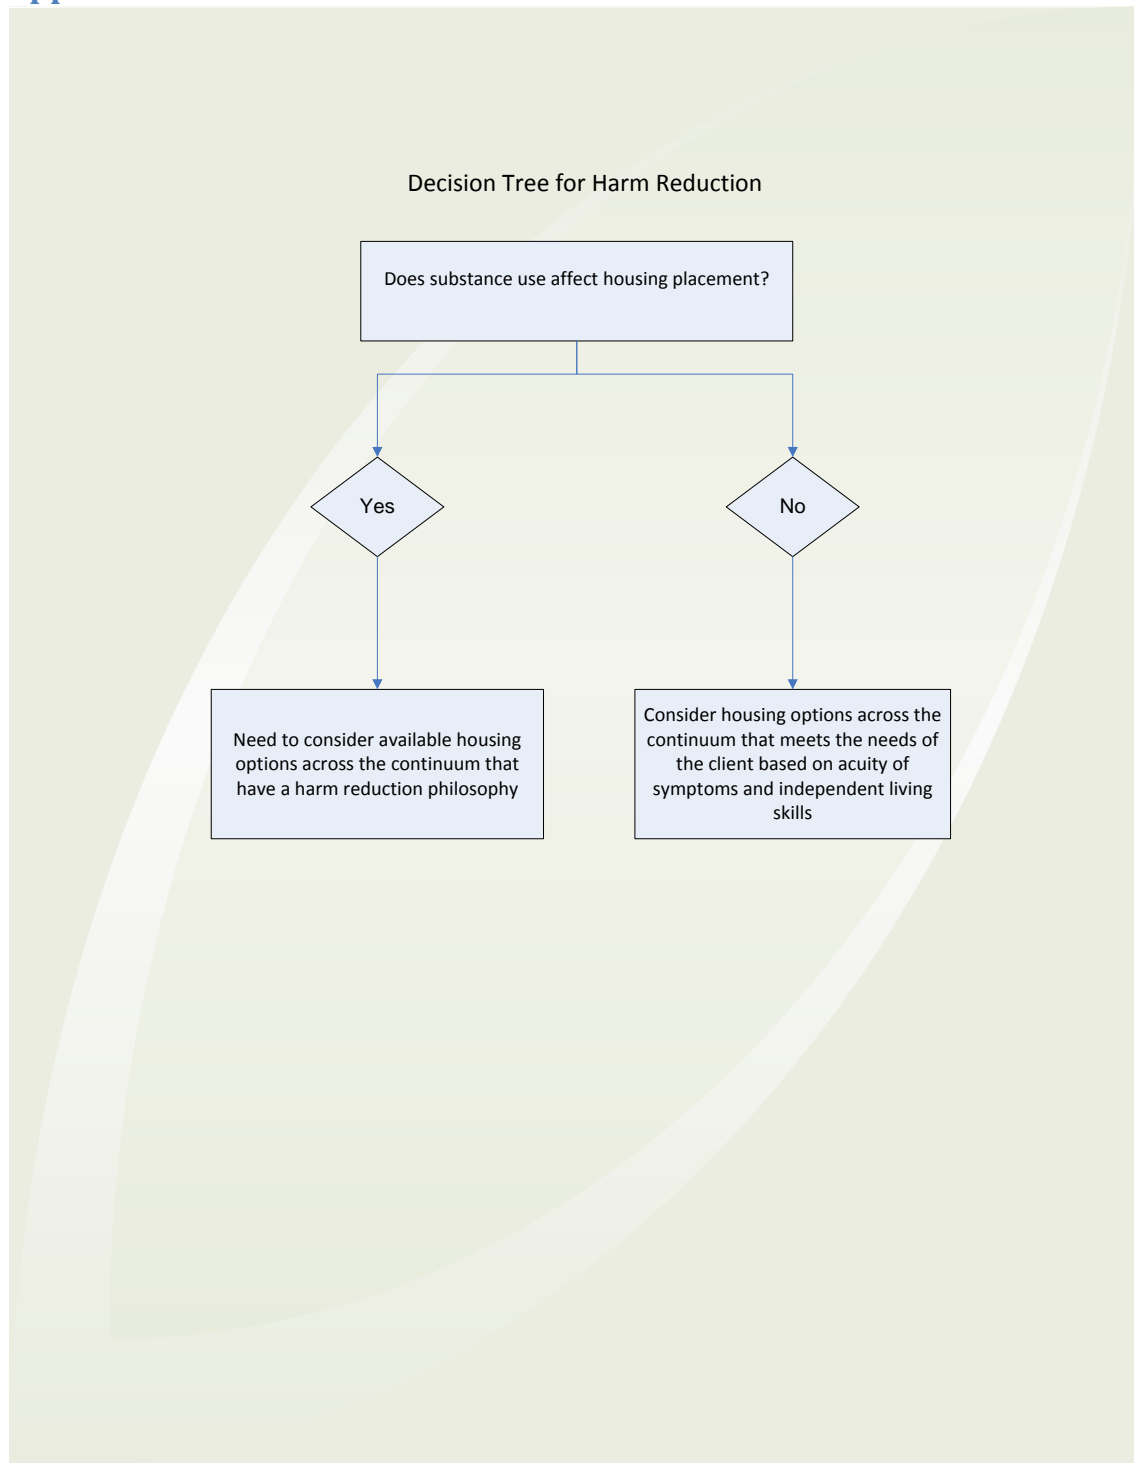 Decision Tree for Harm Reduction
Does substance use affect housing placement?
Yes
No
Need to consider available housing
options across the continuum that
have a harm reduction philosophy
Consider housing options across the
continuum that meets the needs of
the client based on acuity of
symptoms and independent living
skills